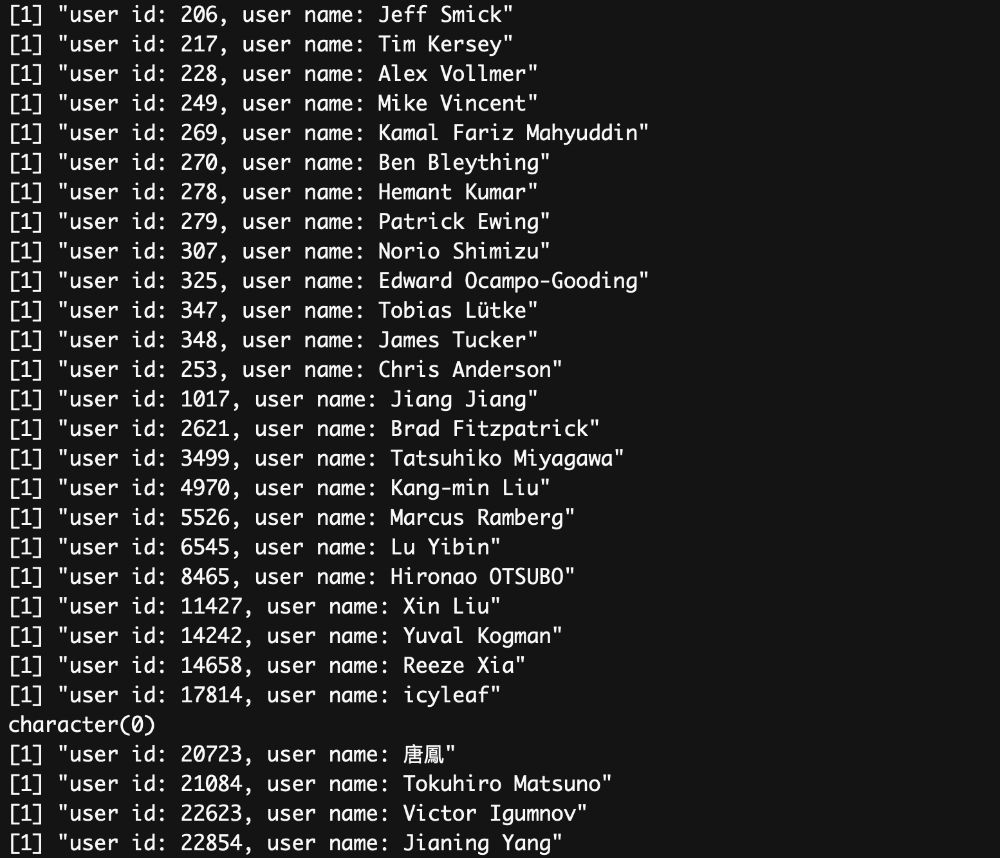 [1] "user id: 206, user name: Jeff Smick"
[1] "user id: 217, user name: Tim Kersey"
[1] "user id: 228, user name: Alex Vollmer"
[1] "user id: 249, user name: Mike Vincent"
[1] "user id: 269, user name: Kamal Fariz Mahyuddin"
[1] "user id: 270, user name: Ben Bleything"
[1] "user id: 278, user name: Hemant Kumar"
[1] "user id: 279, user name: Patrick Ewing"
[1] "user id: 307, user name: Norio Shimizu"
[1] "user id: 325, user name: Edward Ocampo-Gooding"
[1] "user id: 347, user name: Tobias Lütke"
[1] "user id: 348, user name: James Tucker"
[1] "user id: 253, user name: Chris Anderson"
[1] "user id: 1017, user name: Jiang Jiang"
[1] "user id: 2621, user name: Brad Fitzpatrick"
[1] "user id: 3499, user name: Tatsuhiko Miyagawa"
[1] "user id: 4970, user name: Kang-min Liu"
[1] "user id: 5526, user name: Marcus Ramberg"
[1] "user id: 6545, user name: Lu Yibin"
[1] "user id: 8465, user name: Hironao OTSUBO"
[1] "user id: 11427, user name: Xin Liu"
[1] "user id: 14242, user name: Yuval Kogman"
[1] "user id: 14658, user name: Reeze Xia"
[1] "user id: 17814, user name: icyleaf"
character(0)
[1] "user id: 20723, user name: 唐鳳"
[1] "user id: 21084, user name: Tokuhiro Matsuno"
[1] "user id: 22623, user name: Victor Igumnov"
[1] "user id: 22854, user name: Jianing Yang"